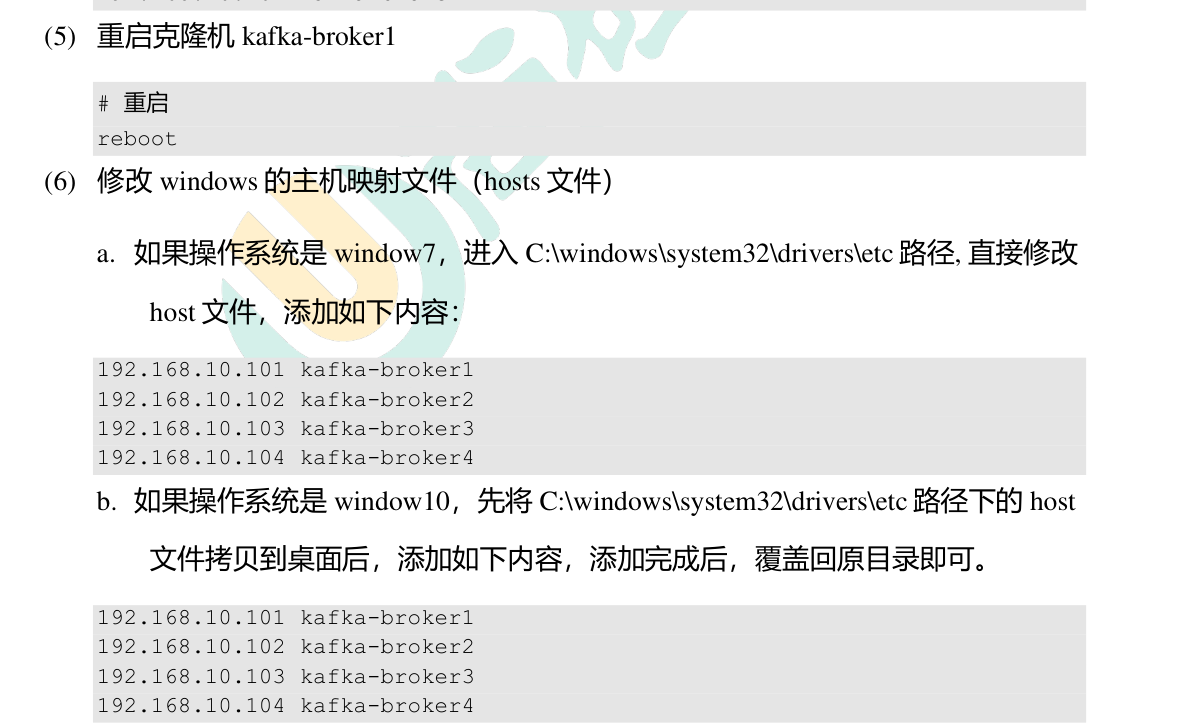 (5) 重启克隆机 kafka-broker1
# 重启
reboot
(6) 修改 windows 的主机映射文件（hosts 文件）
a. 如果操作系统是 window7，进入 C:\windows\system32\drivers\etc 路径, 直接修改
host 文件，添加如下内容：
192.168.10.101 kafka-broker1
192.168.10.102 kafka-broker2
192.168.10.103 kafka-broker3
192.168.10.104 kafka-broker4
b. 如果操作系统是 window10，先将 C:\windows\system32\drivers\etc 路径下的 host
文件拷贝到桌面后，添加如下内容，添加完成后，覆盖回原目录即可。
192.168.10.101 kafka-broker1
192.168.10.102 kafka-broker2
192.168.10.103 kafka-broker3
192.168.10.104 kafka-broker4